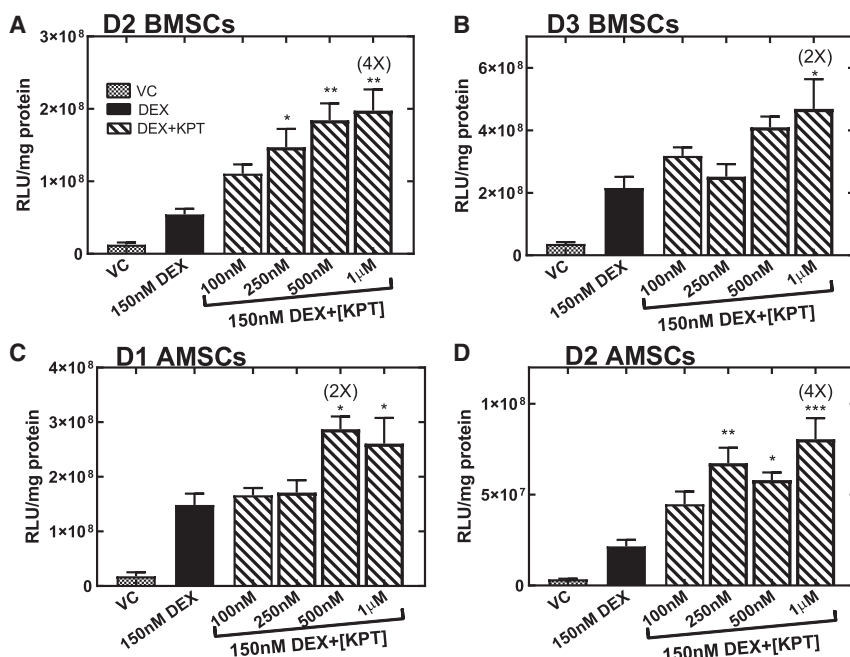 A D2 BMSCs
3×10⁸
2×10⁸
1×10⁸
0
RLU/mg protein
VC
DEX
DEX+KPT
*
**
(4X)
**
VC
150nM DEX
100nM
250nM
500nM
1μM
150nM DEX+[KPT]
B D3 BMSCs
6×10⁸
4×10⁸
2×10⁸
0
RLU/mg protein
(2X)
*
VC
150nM DEX
100nM
250nM
500nM
1μM
150nM DEX+[KPT]
C D1 AMSCs
4×10⁸
3×10⁸
2×10⁸
1×10⁸
0
RLU/mg protein
(2X)
*
*
VC
150nM DEX
100nM
250nM
500nM
1μM
150nM DEX+[KPT]
D D2 AMSCs
1×10⁸
5×10⁷
0
RLU/mg protein
**
*
(4X)
***
VC
150nM DEX
100nM
250nM
500nM
1μM
150nM DEX+[KPT]